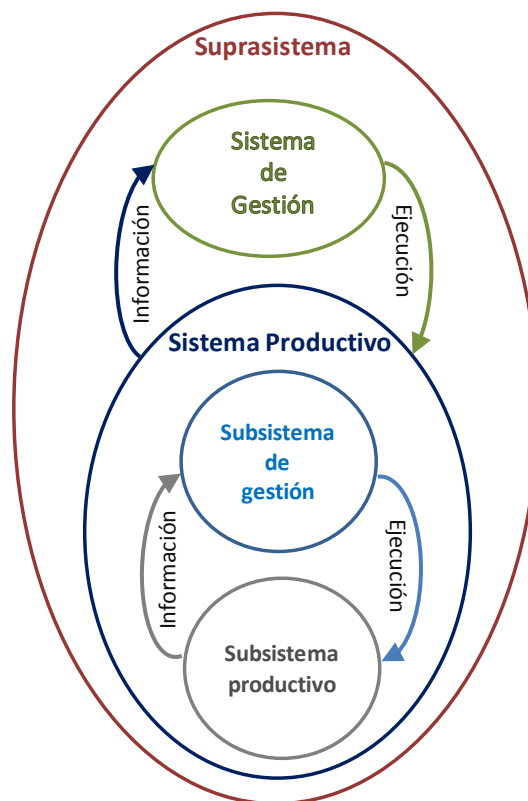 Suprasistema
Sistema
de
Gestión
Información
Ejecución
Sistema Productivo
Subsistema
de
gestión
Información
Ejecución
Subsistema
productivo